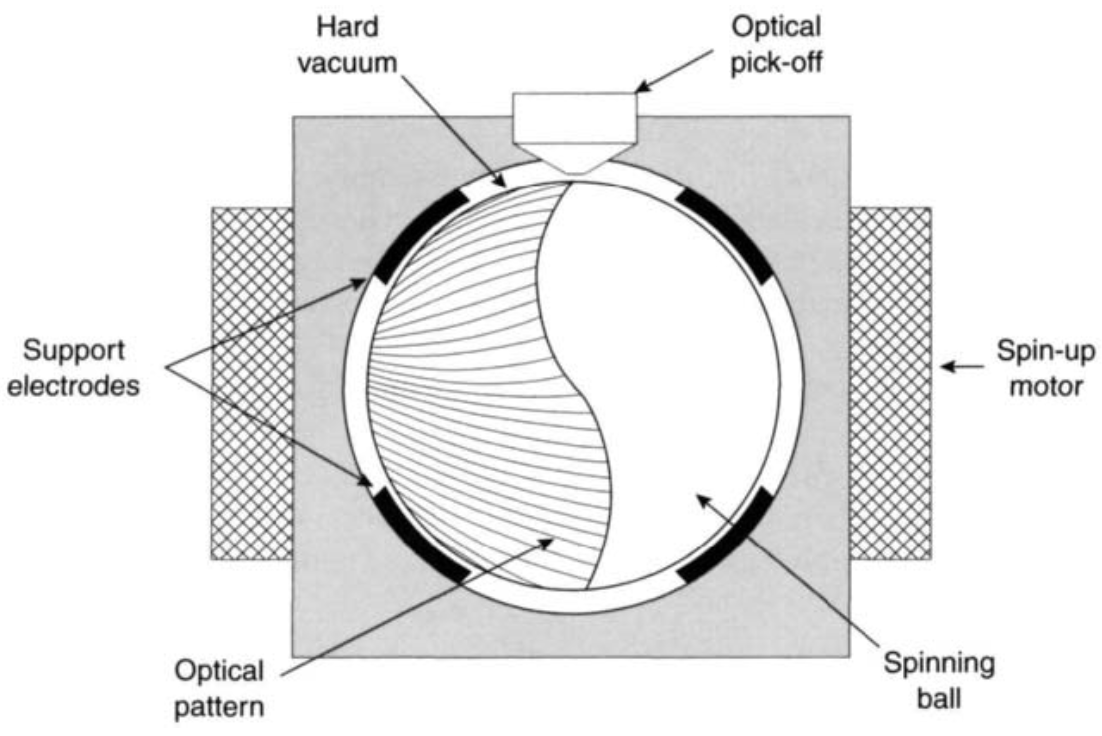 Hard
vacuum
Optical
pick-off
Support
electrodes
Spin-up
motor
Optical
pattern
Spinning
ball